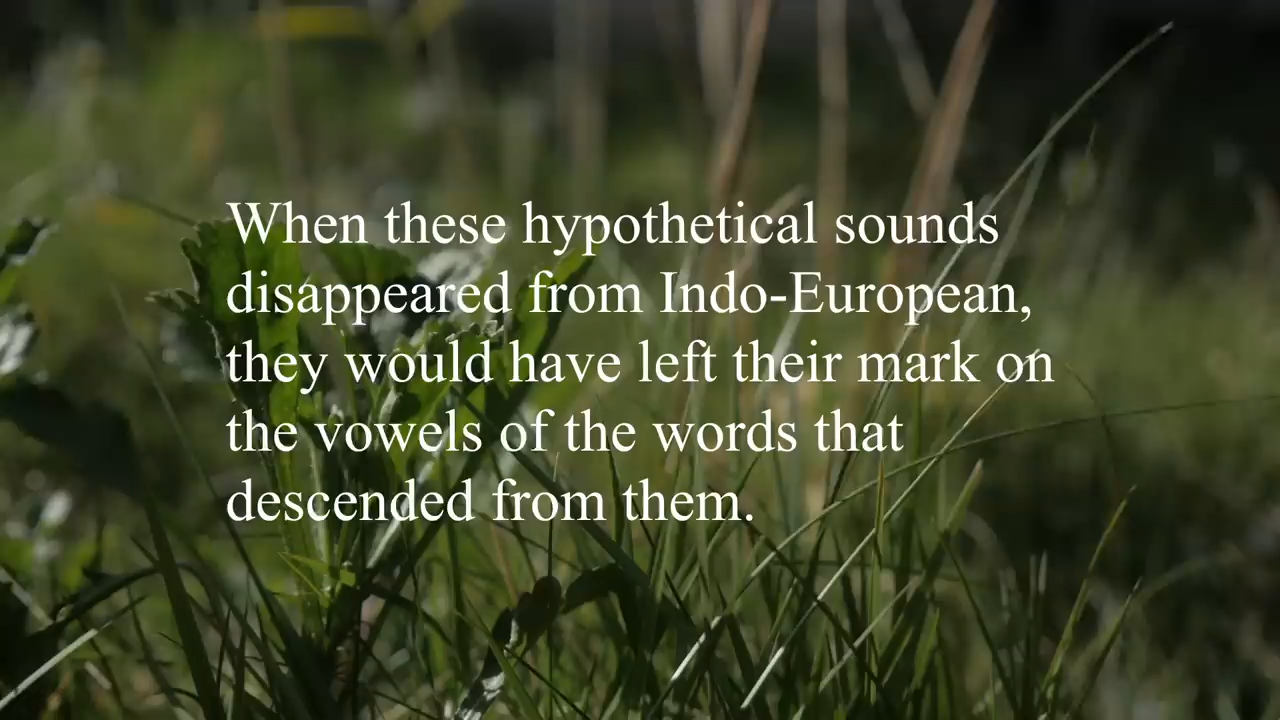 When these hypothetical sounds
disappeared from Indo-European,
they would have left their mark on
the vowels of the words that
descended from them.